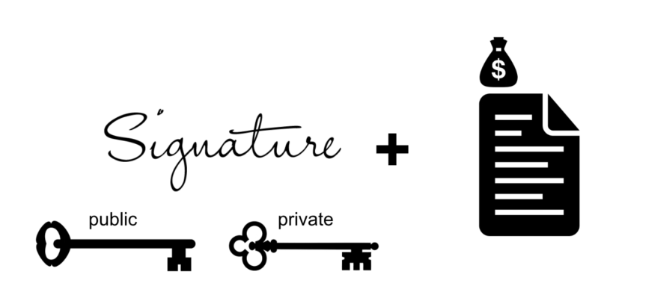 $
Signature +
public private